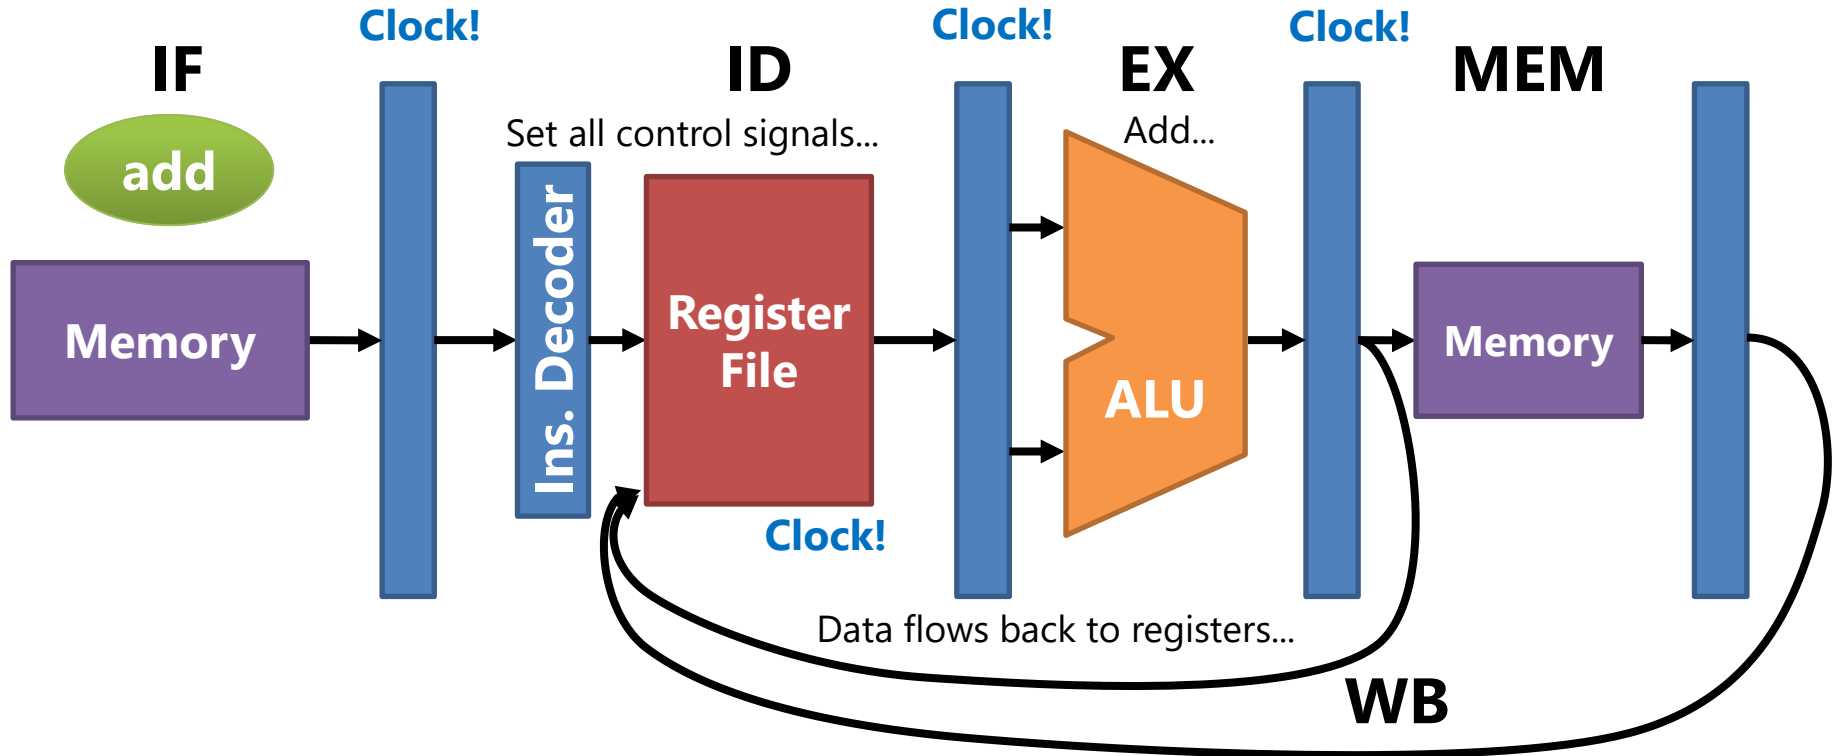 Clock!
Clock!
Clock!
IF
ID
EX
MEM
Set all control signals...
Add...
add
Memory
Ins. Decoder
Register
File
ALU
Memory
Clock!
Data flows back to registers...
WB